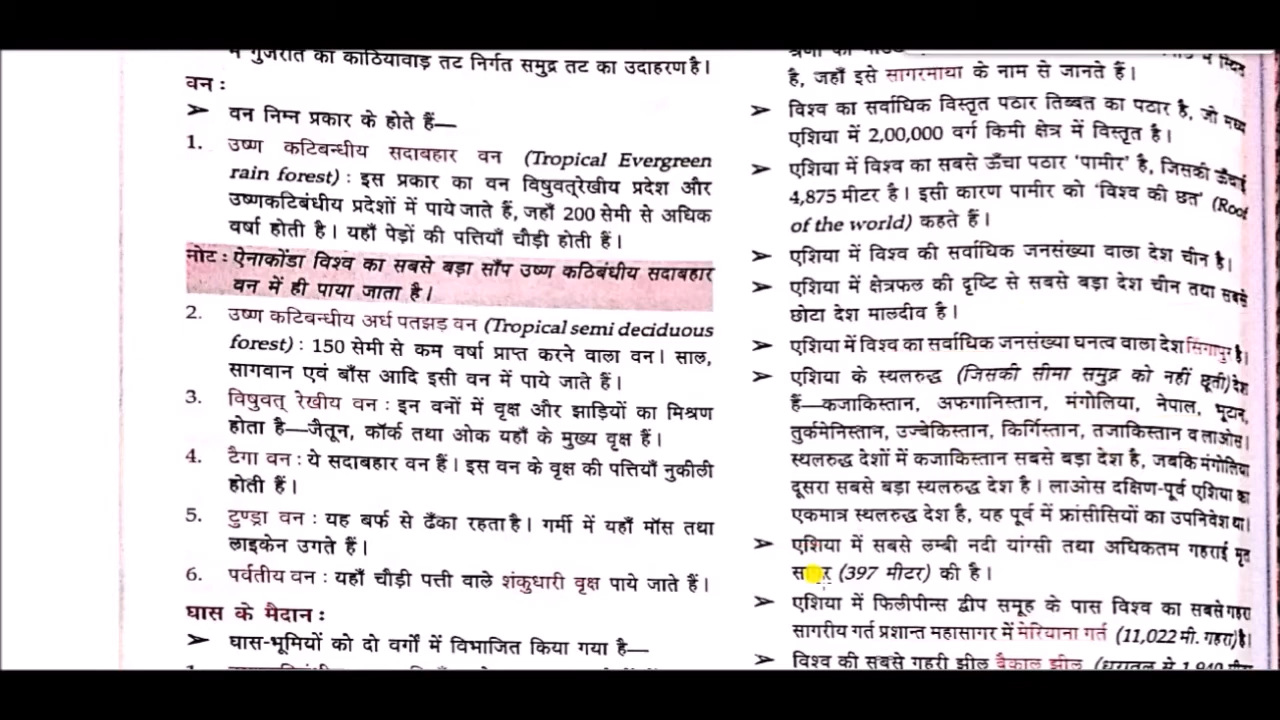 में गुजरात का काठियावाड़ तट निर्गत समुद्र तट का उदाहरण है।
वन :
➢ वन निम्न प्रकार के होते हैं—
1. उष्ण कटिबन्धीय सदाबहार वन (Tropical Evergreen
rain forest) : इस प्रकार का वन विषुवत्‌रेखीय प्रदेश और
उष्णकटिबंधीय प्रदेशों में पाये जाते हैं, जहाँ 200 सेमी से अधिक
वर्षा होती है। यहाँ पेड़ों की पत्तियाँ चौड़ी होती हैं।
नोट : ऐनाकोंडा विश्व का सबसे बड़ा साँप उष्ण कठिबंधीय सदाबहार
वन में ही पाया जाता है।
2. उष्ण कटिबन्धीय अर्ध पतझड़ वन (Tropical semi deciduous
forest) : 150 सेमी से कम वर्षा प्राप्त करने वाला वन। साल,
सागवान एवं बाँस आदि इसी वन में पाये जाते हैं।
3. विषुवत् रेखीय वन : इन वनों में वृक्ष और झाड़ियों का मिश्रण
होता है—जैतून, कॉर्क तथा ओक यहाँ के मुख्य वृक्ष हैं।
4. टैगा वन : ये सदाबहार वन हैं। इस वन के वृक्ष की पत्तियाँ नुकीली
होती हैं।
5. टुण्ड्रा वन : यह बर्फ से ढँका रहता है। गर्मी में यहाँ मॉस तथा
लाइकेन उगते हैं।
6. पर्वतीय वन : यहाँ चौड़ी पत्ती वाले शंकुधारी वृक्ष पाये जाते हैं।
घास के मैदान :
➢ घास-भूमियों को दो वर्गों में विभाजित किया गया है—
है, जहाँ इसे सागरमाथा के नाम से जानते हैं।
➢ विश्व का सर्वाधिक विस्तृत पठार तिब्बत का पठार है, जो मध्य
एशिया में 2,00,000 वर्ग किमी क्षेत्र में विस्तृत है।
➢ एशिया में विश्व का सबसे ऊँचा पठार 'पामीर' है, जिसकी ऊँचाई
4,875 मीटर है। इसी कारण पामीर को 'विश्व की छत' (Roof
of the world) कहते हैं।
➢ एशिया में विश्व की सर्वाधिक जनसंख्या वाला देश चीन है।
➢ एशिया में क्षेत्रफल की दृष्टि से सबसे बड़ा देश चीन तथा सबसे
छोटा देश मालदीव है।
➢ एशिया में विश्व का सर्वाधिक जनसंख्या घनत्व वाला देश सिंगापुर है।
➢ एशिया के स्थलरुद्ध (जिसकी सीमा समुद्र को नहीं छूती) देश
हैं—कजाकिस्तान, अफगानिस्तान, मंगोलिया, नेपाल, भूटान,
तुर्कमेनिस्तान, उज्बेकिस्तान, किर्गिस्तान, तजाकिस्तान व लाओस।
स्थलरुद्ध देशों में कजाकिस्तान सबसे बड़ा देश है, जबकि मंगोलिया
दूसरा सबसे बड़ा स्थलरुद्ध देश है। लाओस दक्षिण-पूर्व एशिया का
एकमात्र स्थलरुद्ध देश है, यह पूर्व में फ्रांसीसियों का उपनिवेश था।
➢ एशिया में सबसे लम्बी नदी यांग्सी तथा अधिकतम गहराई मृत
सागर (397 मीटर) की है।
➢ एशिया में फिलीपीन्स द्वीप समूह के पास विश्व का सबसे गहरा
सागरीय गर्त प्रशान्त महासागर में मेरियाना गर्त (11,022 मी. गहरा) है।
➢ विश्व की सबसे गहरी झील बैकाल झील (धरातल से 1,940 मीटर